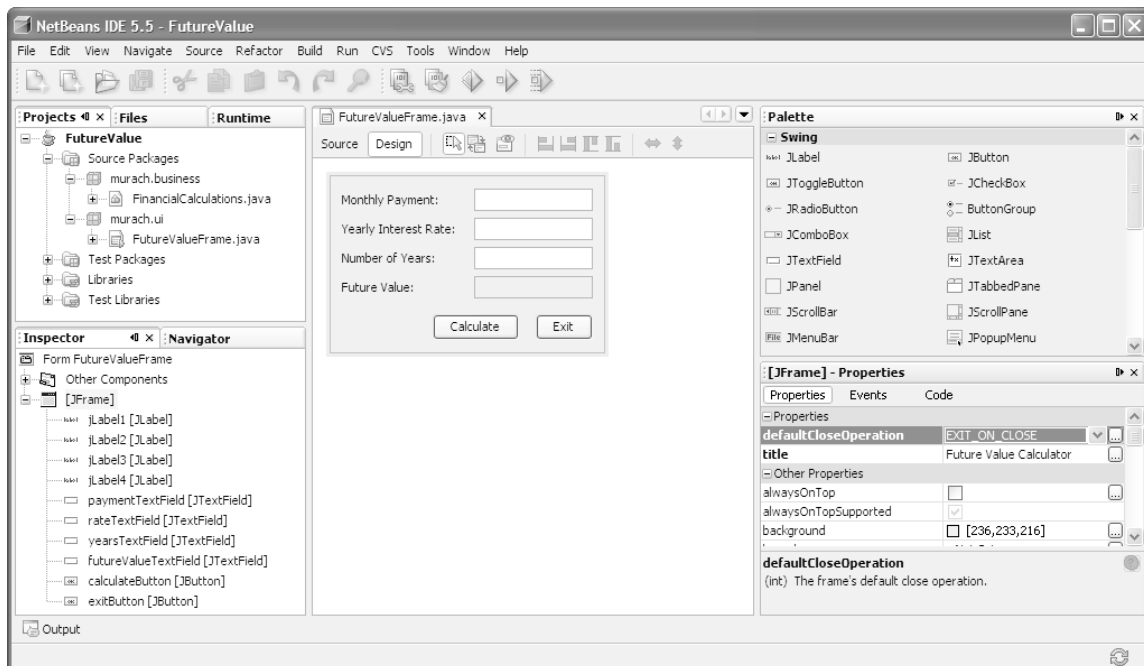 NetBeans IDE 5.5 - FutureValue
File Edit View Navigate Source Refactor Build Run CVS Tools Window Help
Projects Files Runtime
FutureValue
Source Packages
murach.business
FinancialCalculations.java
murach.ui
FutureValueFrame.java
Test Packages
Libraries
Test Libraries
Inspector Navigator
Form FutureValueFrame
Other Components
[JFrame]
jLabel1 [JLabel]
jLabel2 [JLabel]
jLabel3 [JLabel]
jLabel4 [JLabel]
paymentTextField [JTextField]
rateTextField [JTextField]
yearsTextField [JTextField]
futureValueTextField [JTextField]
calculateButton [JButton]
exitButton [JButton]
Output
FutureValueFrame.java
Source Design
Monthly Payment:
Yearly Interest Rate:
Number of Years:
Future Value:
Calculate Exit
Palette
Swing
JLabel JButton
JToggleButton JCheckBox
JRadioButton ButtonGroup
JComboBox JList
JTextField JTextArea
JPanel JTabbedPane
JScrollBar JScrollPane
JMenuBar JPopupMenu
[JFrame] - Properties
Properties Events Code
Properties
defaultCloseOperation EXIT_ON_CLOSE
title Future Value Calculator
Other Properties
alwaysOnTop
alwaysOnTopSupported
background [236,233,216]
defaultCloseOperation
(int) The frame's default close operation.